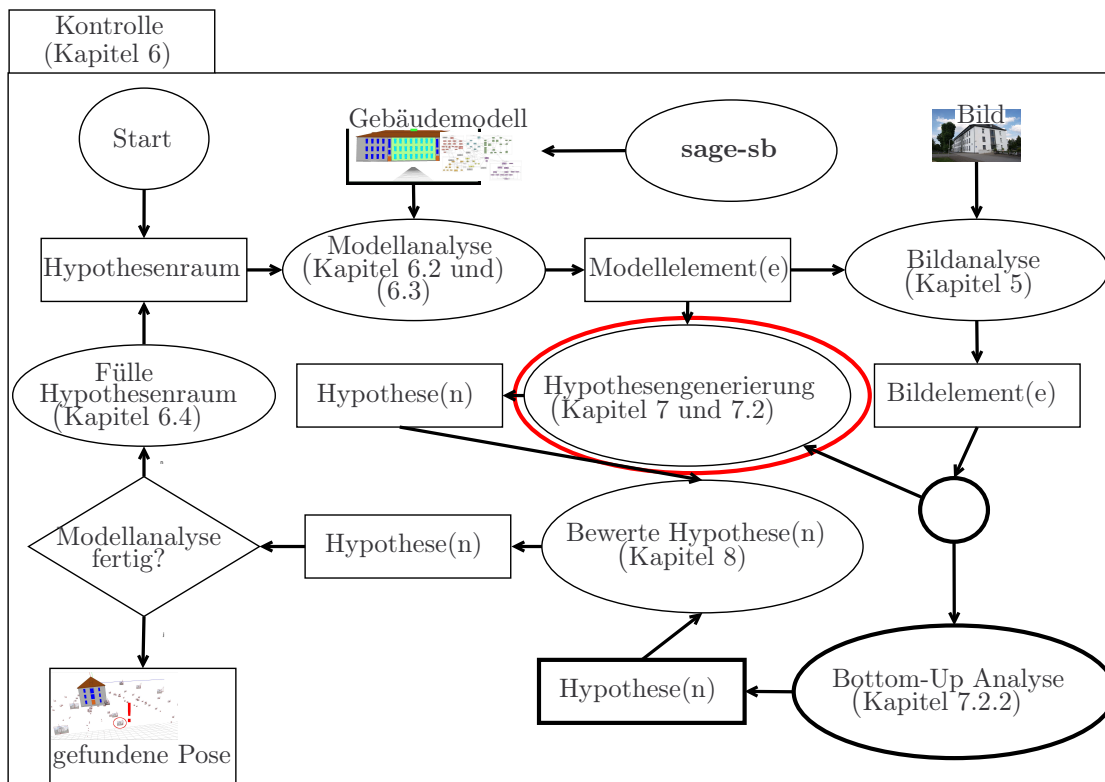 Kontrolle
(Kapitel 6)
Start
Gebäudemodell
sage-sb
Bild
Hypothesenraum
Modellanalyse
(Kapitel 6.2 und)
(6.3)
Modellelement(e)
Bildanalyse
(Kapitel 5)
Fülle
Hypothesenraum
(Kapitel 6.4)
Hypothese(n)
Hypothesengenerierung
(Kapitel 7 und 7.2)
Bildelement(e)
Modellanalyse
fertig?
Hypothese(n)
Bewerte Hypothese(n)
(Kapitel 8)
Hypothese(n)
Bottom-Up Analyse
(Kapitel 7.2.2)
!
gefundene Pose